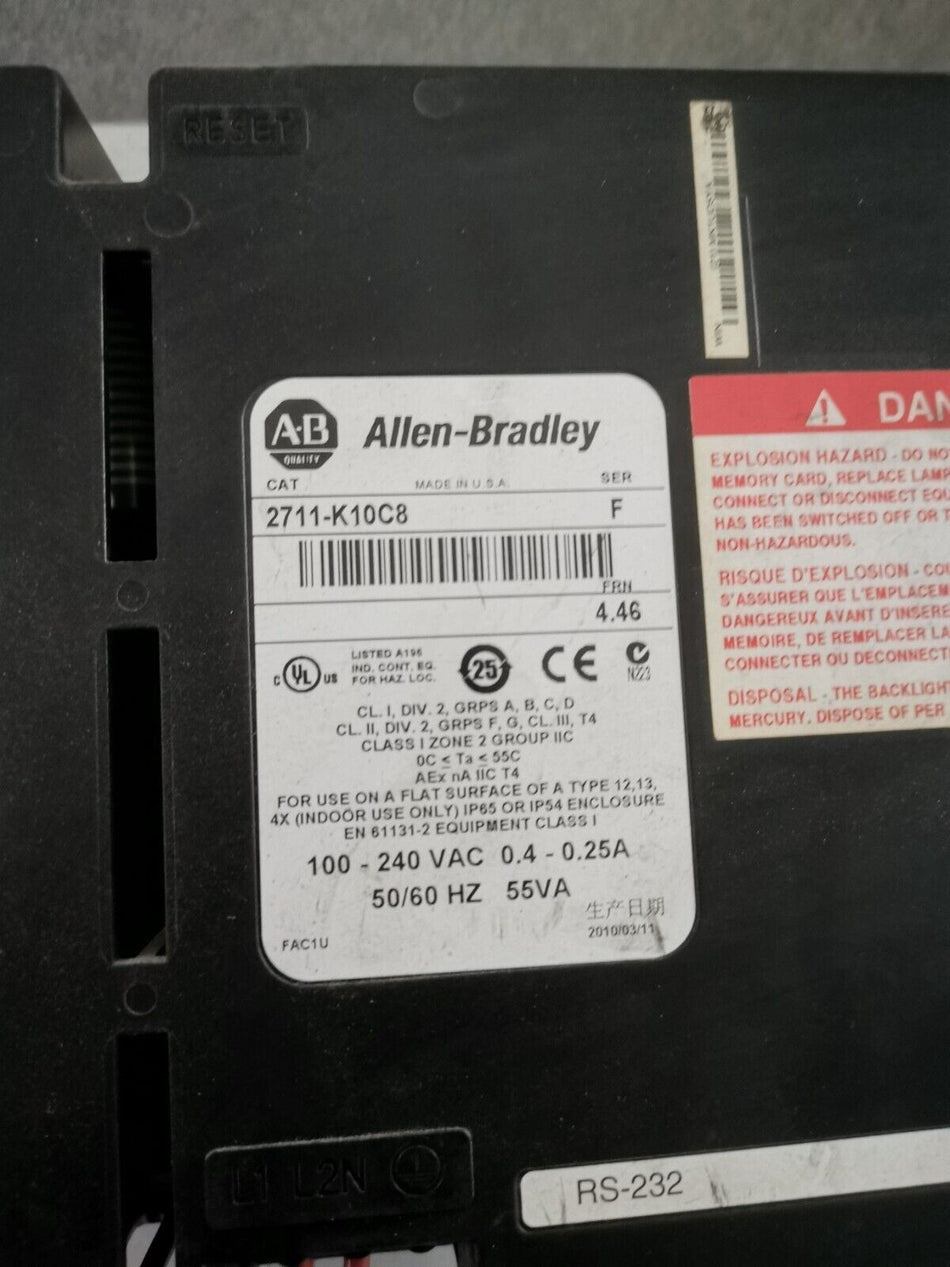 RESET
A-B
QUALITY
Allen-Bradley
CAT MADE IN U.S.A. SER
2711-K10C8 F
FRN
4.46
C UL US
LISTED A196
IND. CONT. EQ.
FOR HAZ. LOC.
25
CE
N223
CL. I, DIV. 2, GRPS A, B, C, D
CL. II, DIV. 2, GRPS F, G, CL. III, T4
CLASS I ZONE 2 GROUP IIC
0C ≤ Ta ≤ 55C
AEx nA IIC T4
FOR USE ON A FLAT SURFACE OF A TYPE 12,13,
4X (INDOOR USE ONLY) IP65 OR IP54 ENCLOSURE
EN 61131-2 EQUIPMENT CLASS I
100 - 240 VAC 0.4 - 0.25A
50/60 HZ 55VA
生产日期
2010/03/11
FAC1U
DAN
EXPLOSION HAZARD - DO NO
MEMORY CARD, REPLACE LAMP
CONNECT OR DISCONNECT EQU
HAS BEEN SWITCHED OFF OR T
NON-HAZARDOUS.
RISQUE D'EXPLOSION - COU
S'ASSURER QUE L'EMPLACEM
DANGEREUX AVANT D'INSERE
MEMOIRE, DE REMPLACER LA
CONNECTER OU DECONNECT
DISPOSAL - THE BACKLIGHT
MERCURY. DISPOSE OF PER
L1 L2N
RS-232